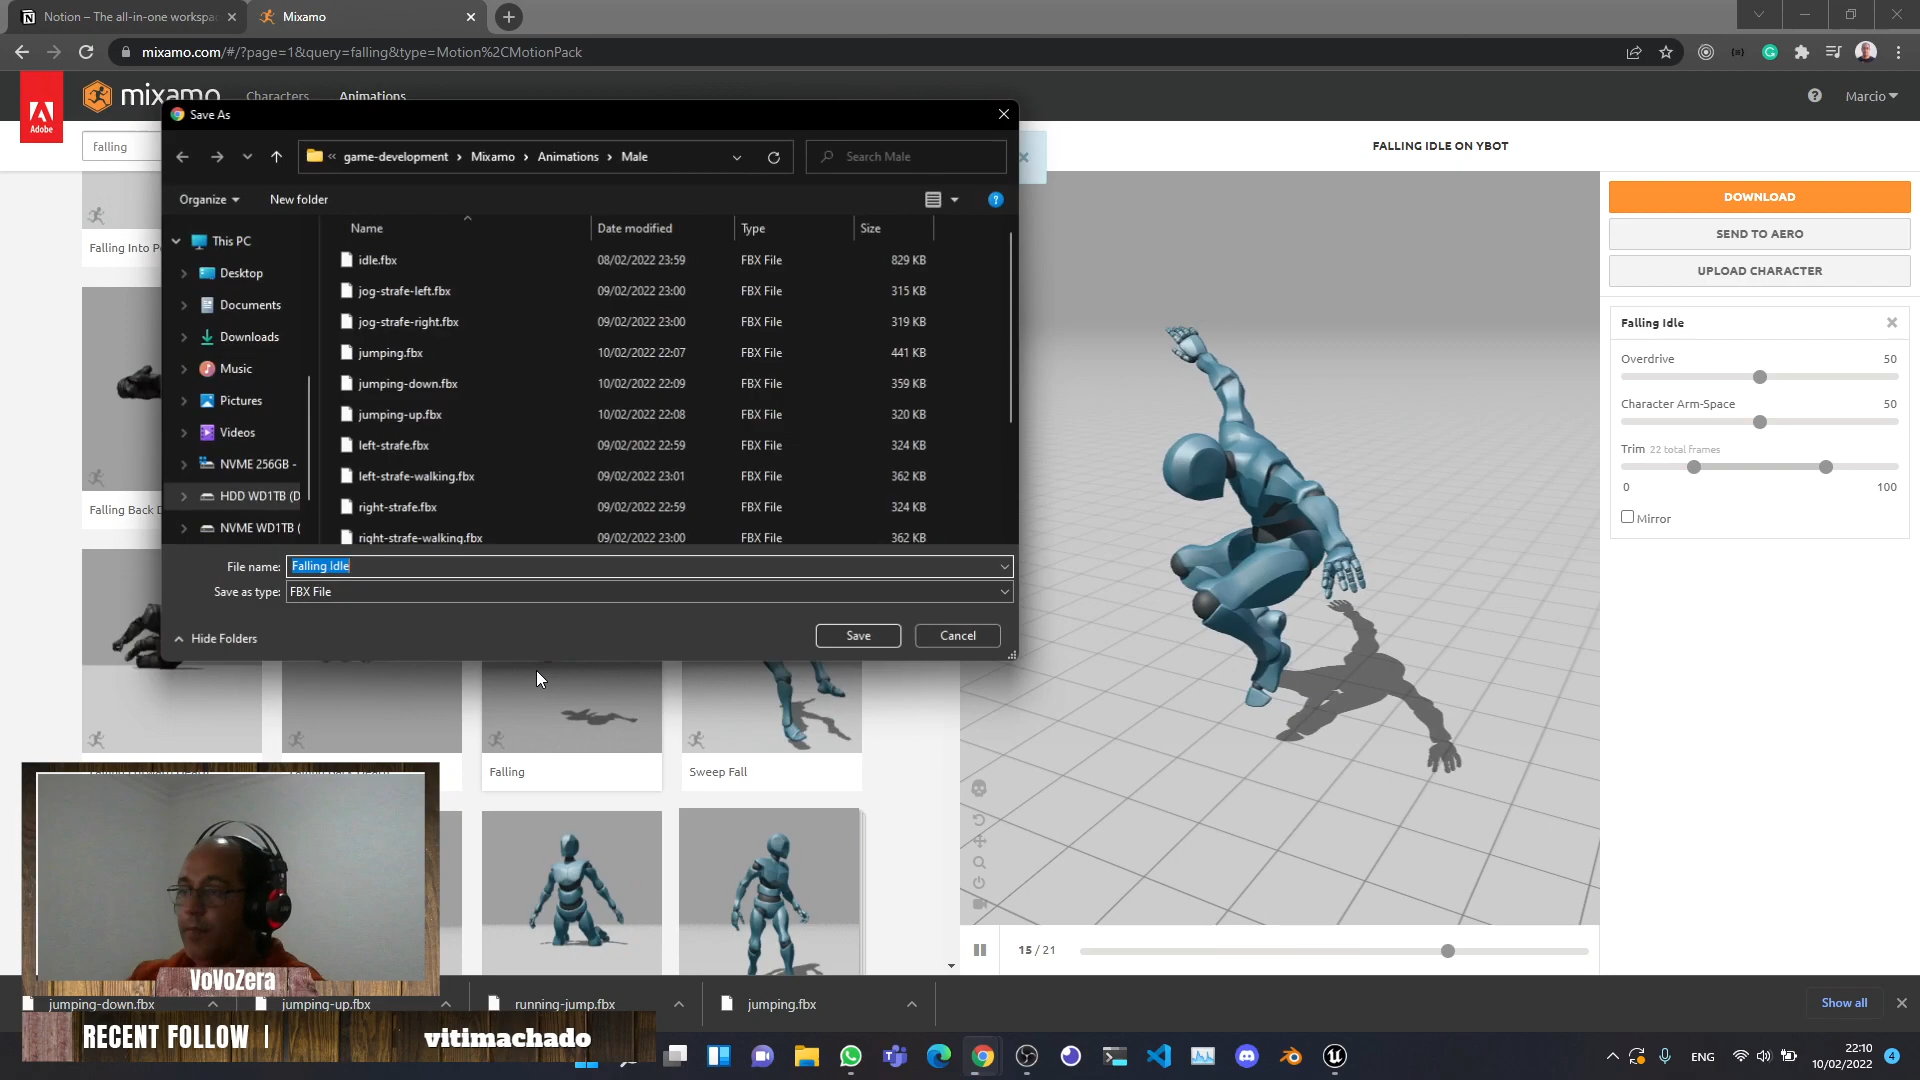 Notion – The all-in-one workspa
Mixamo
mixamo.com/#/?page=1&query=falling&type=Motion%2CMotionPack
Adobe
mixamo
Characters
Animations
Marcio
falling
Save As
game-development > Mixamo > Animations > Male
Search Male
Organize
New folder
Name
Date modified
Type
Size
This PC
Desktop
Documents
Downloads
Music
Pictures
Videos
NVME 256GB -
HDD WD1TB (D
NVME WD1TB (
idle.fbx 08/02/2022 23:59 FBX File 829 KB
jog-strafe-left.fbx 09/02/2022 23:00 FBX File 315 KB
jog-strafe-right.fbx 09/02/2022 23:00 FBX File 319 KB
jumping.fbx 10/02/2022 22:07 FBX File 441 KB
jumping-down.fbx 10/02/2022 22:09 FBX File 359 KB
jumping-up.fbx 10/02/2022 22:08 FBX File 320 KB
left-strafe.fbx 09/02/2022 22:59 FBX File 324 KB
left-strafe-walking.fbx 09/02/2022 23:01 FBX File 362 KB
right-strafe.fbx 09/02/2022 22:59 FBX File 324 KB
right-strafe-walking.fbx 09/02/2022 23:00 FBX File 362 KB
File name: Falling Idle
Save as type: FBX File
Hide Folders
Save
Cancel
FALLING IDLE ON YBOT
DOWNLOAD
SEND TO AERO
UPLOAD CHARACTER
Falling Idle
Overdrive 50
Character Arm-Space 50
Trim 22 total frames
0 100
Mirror
Falling Into P
Falling Back D
Falling
Sweep Fall
15 / 21
VoVoZera
jumping-down.fbx
jumping-up.fbx
running-jump.fbx
jumping.fbx
Show all
RECENT FOLLOW |
vitimachado
ENG
22:10
10/02/2022
4